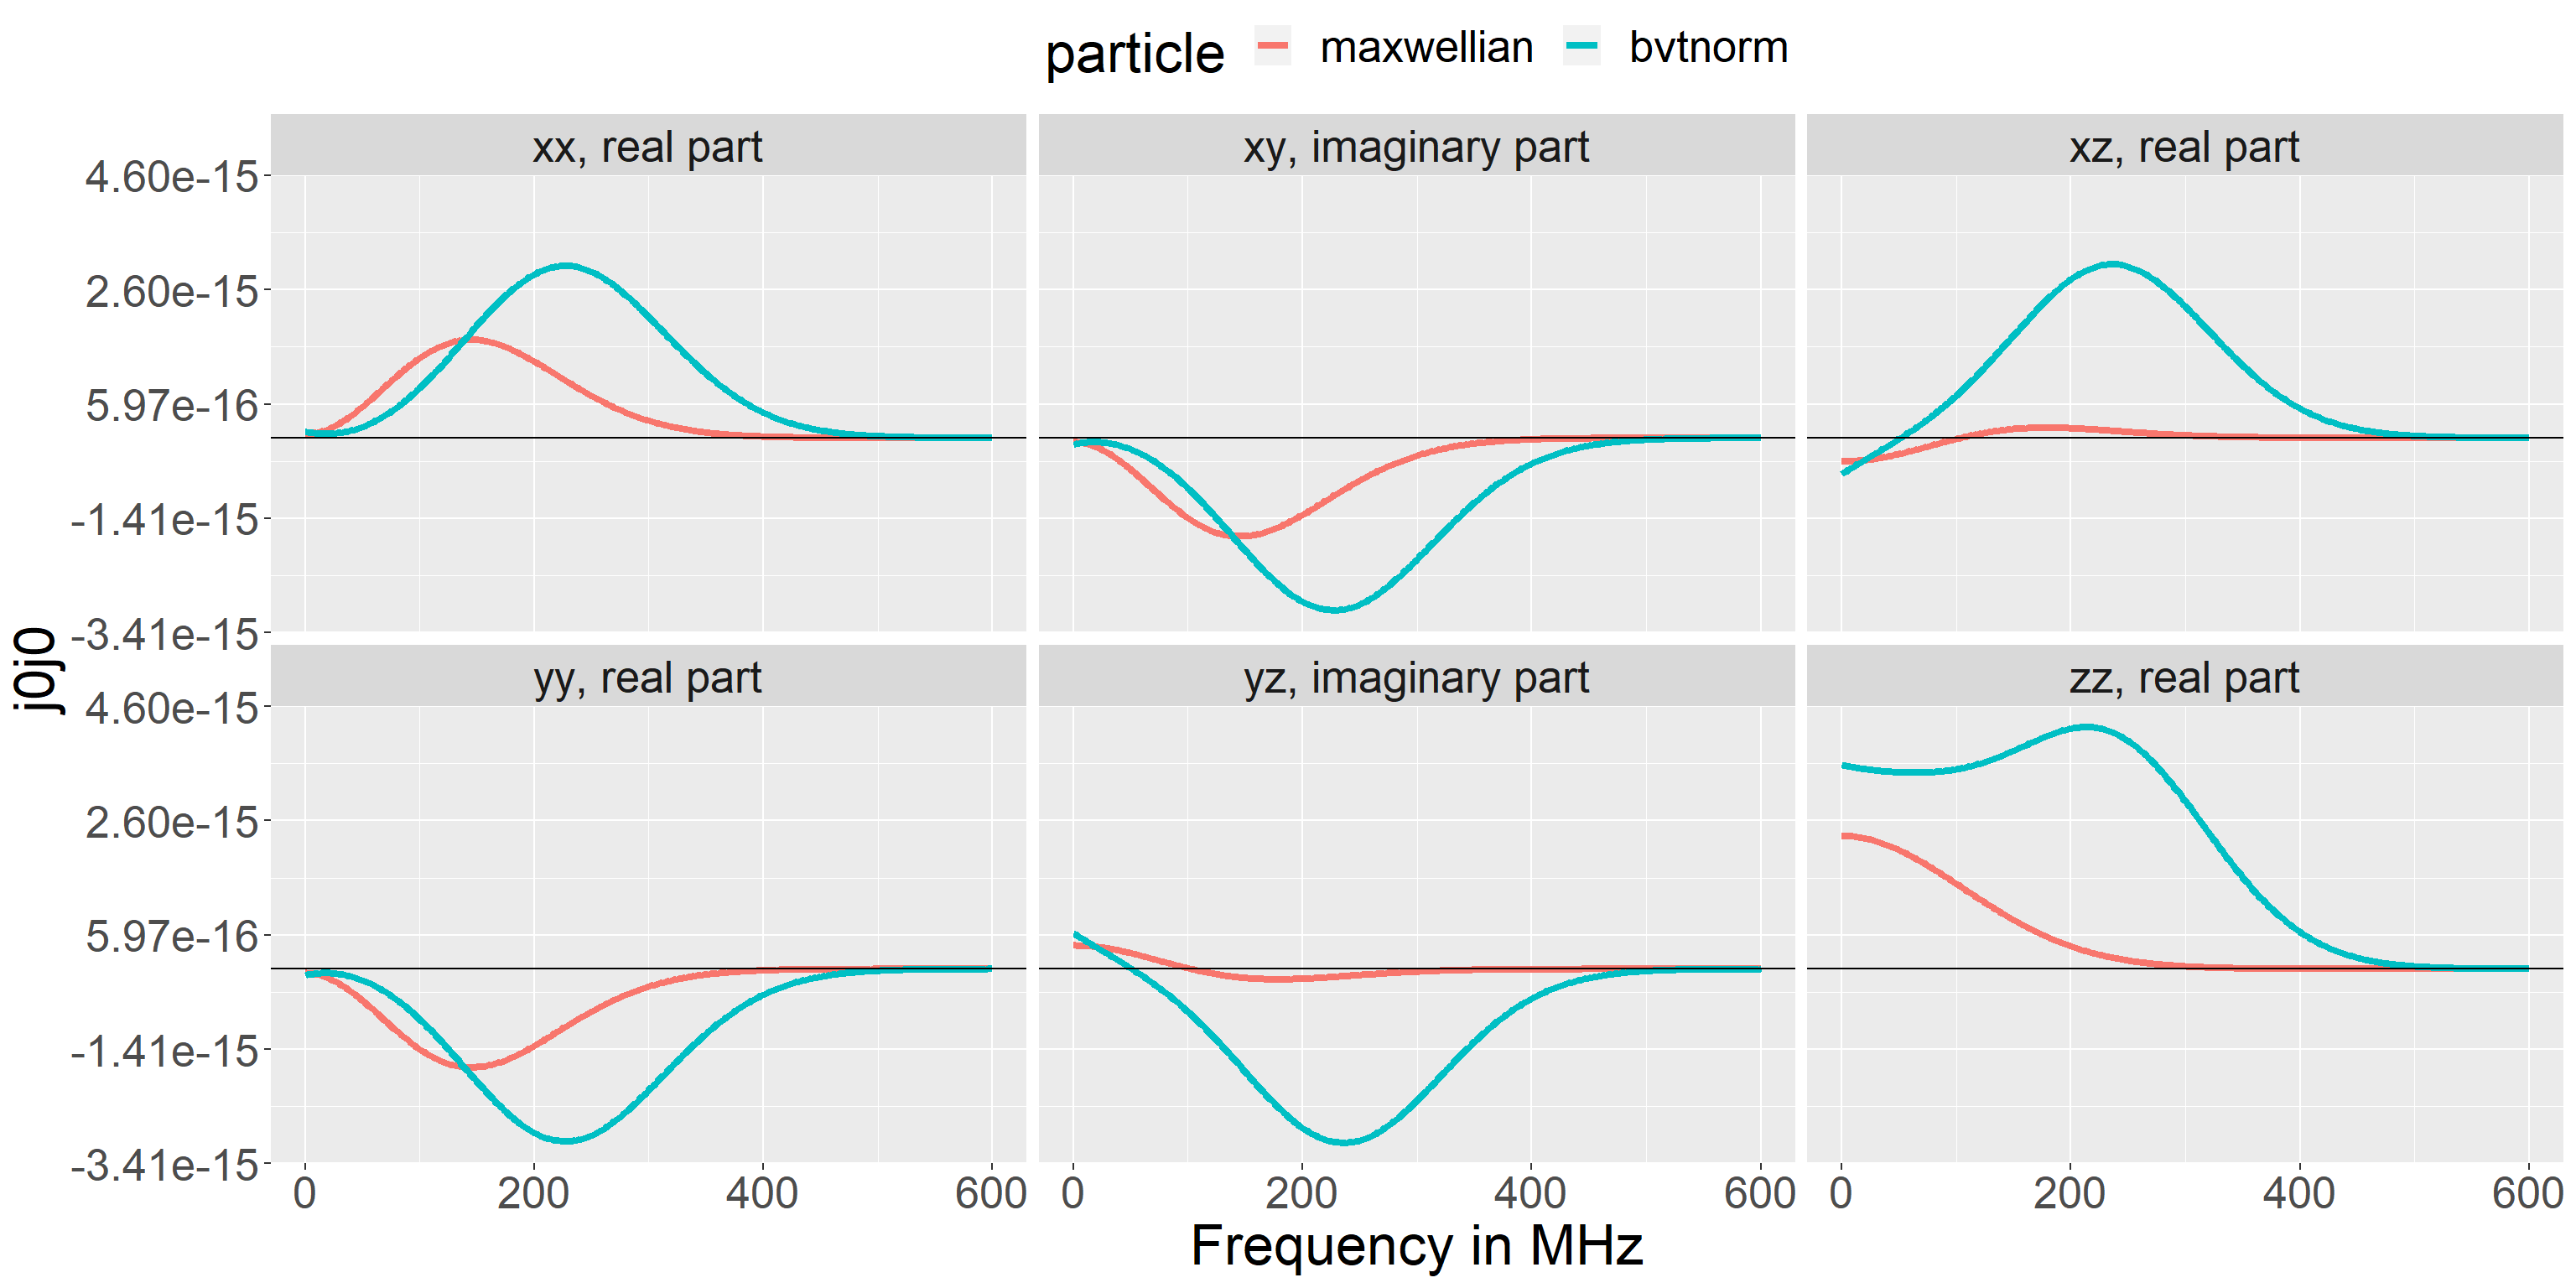 particle maxwellian bvtnorm
xx, real part xy, imaginary part xz, real part
4.60e-15
2.60e-15
5.97e-16
-1.41e-15
-3.41e-15
j0j0
yy, real part yz, imaginary part zz, real part
4.60e-15
2.60e-15
5.97e-16
-1.41e-15
-3.41e-15
0 200 400 600 0 200 400 600 0 200 400 600
Frequency in MHz